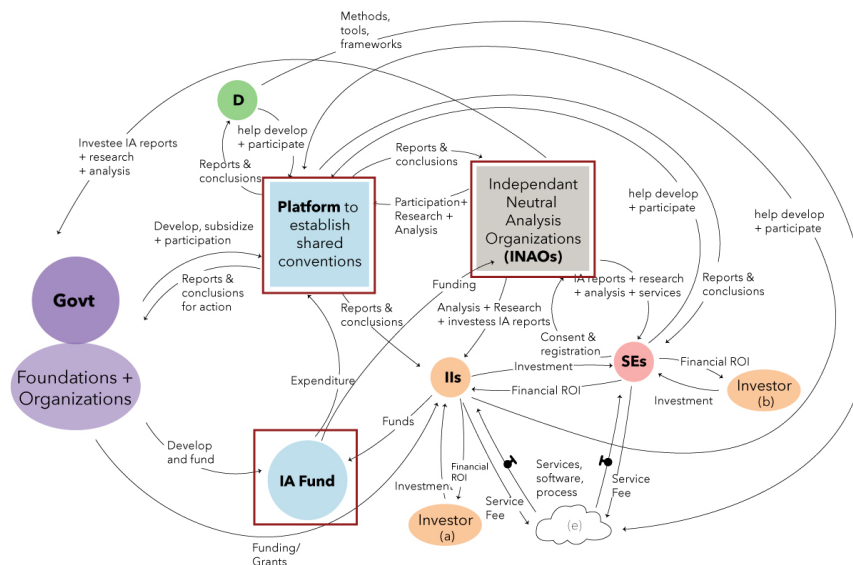 Methods,
tools,
frameworks
D
help develop
+ participate
Investee IA reports
+ research
+ analysis
Reports &
conclusions
Reports &
conclusions
Platform to
establish
shared
conventions
Participation+
Research +
Analysis
Independant
Neutral
Analysis
Organizations
(INAOs)
help develop
+ participate
help develop
+ participate
Develop, subsidize
+ participation
Govt
Reports &
conclusions
for action
Funding
IA reports + research
+ analysis + services
Reports &
conclusions
Reports &
conclusions
Analysis + Research
+ investess IA reports
Consent &
registration
Foundations +
Organizations
Expenditure
IIs
Investment
Financial ROI
SEs
Financial ROI
Investment
Investor
(b)
Funds
Develop
and fund
IA Fund
Financial
ROI
Investment
Service
Fee
Services,
software,
process
Service
Fee
Investor
(a)
(e)
Funding/
Grants